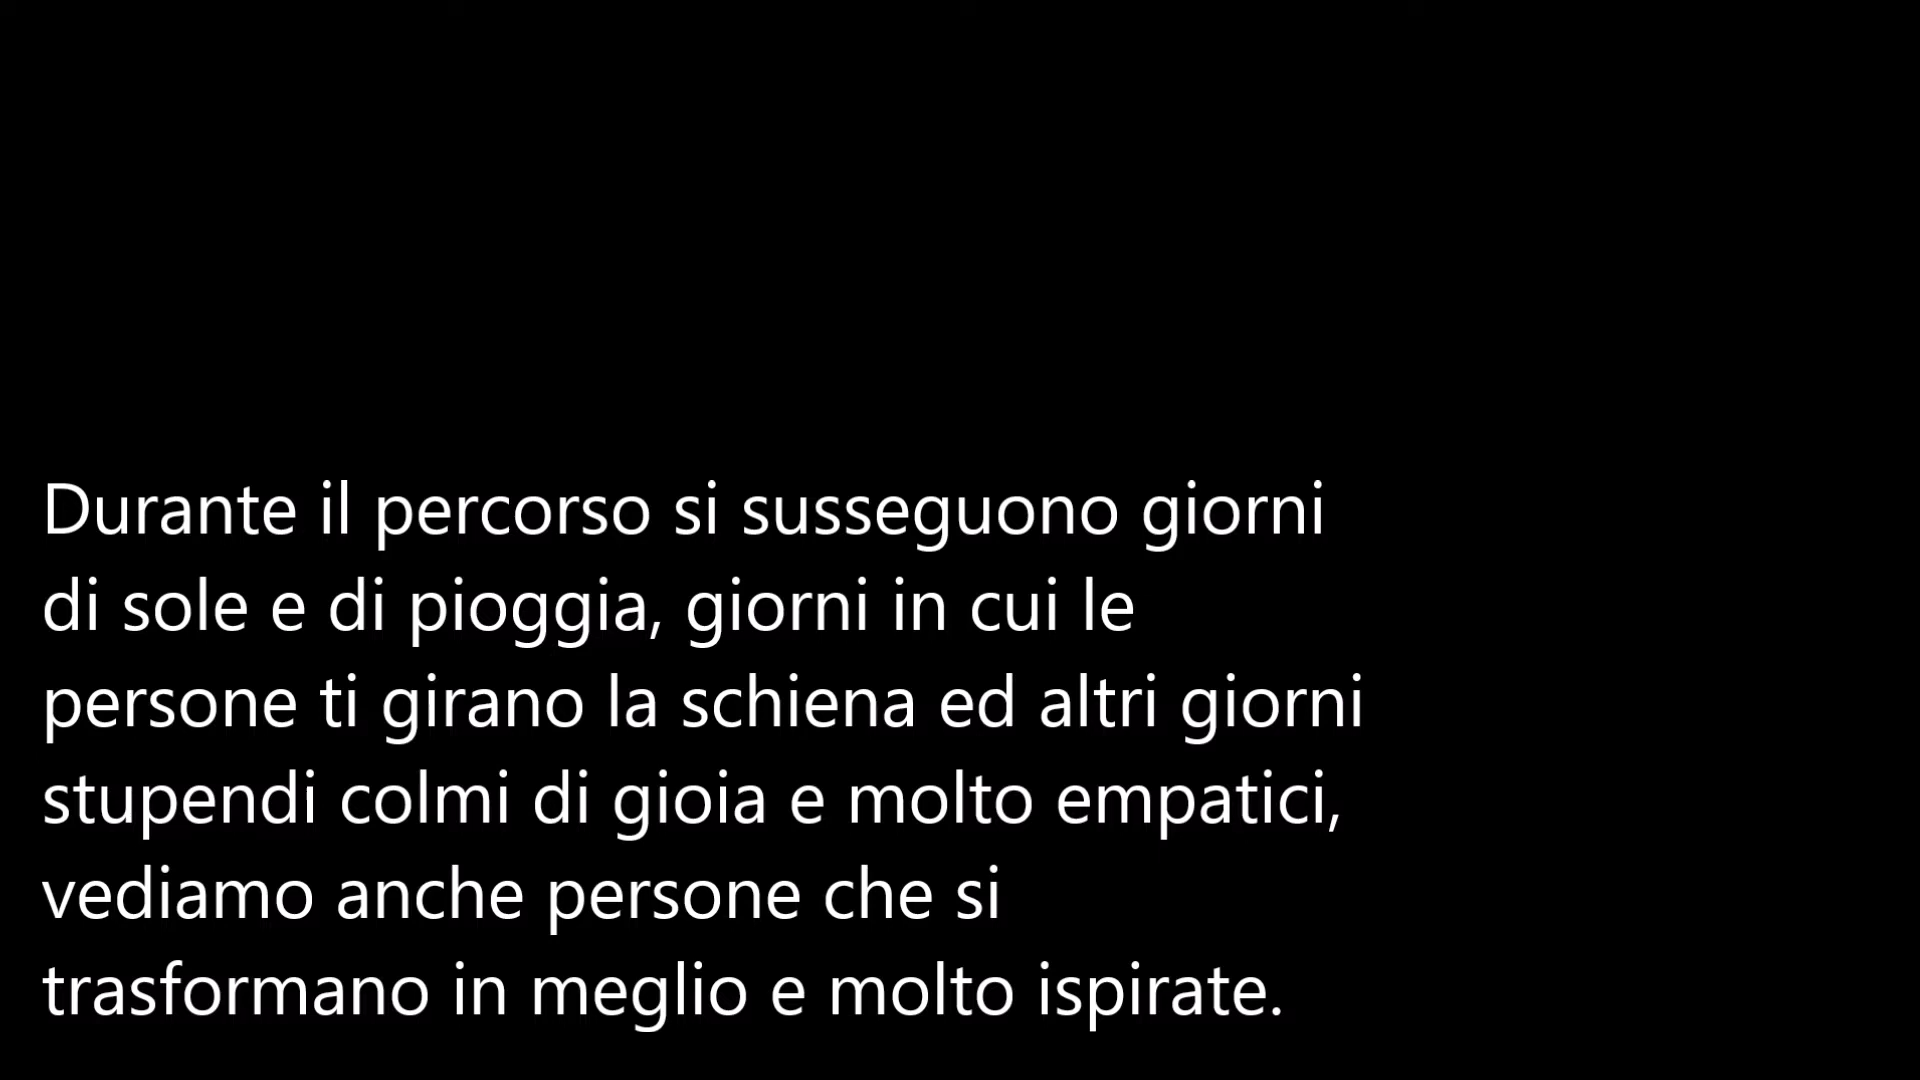 Durante il percorso si susseguono giorni
di sole e di pioggia, giorni in cui le
persone ti girano la schiena ed altri giorni
stupendi colmi di gioia e molto empatici,
vediamo anche persone che si
trasformano in meglio e molto ispirate.